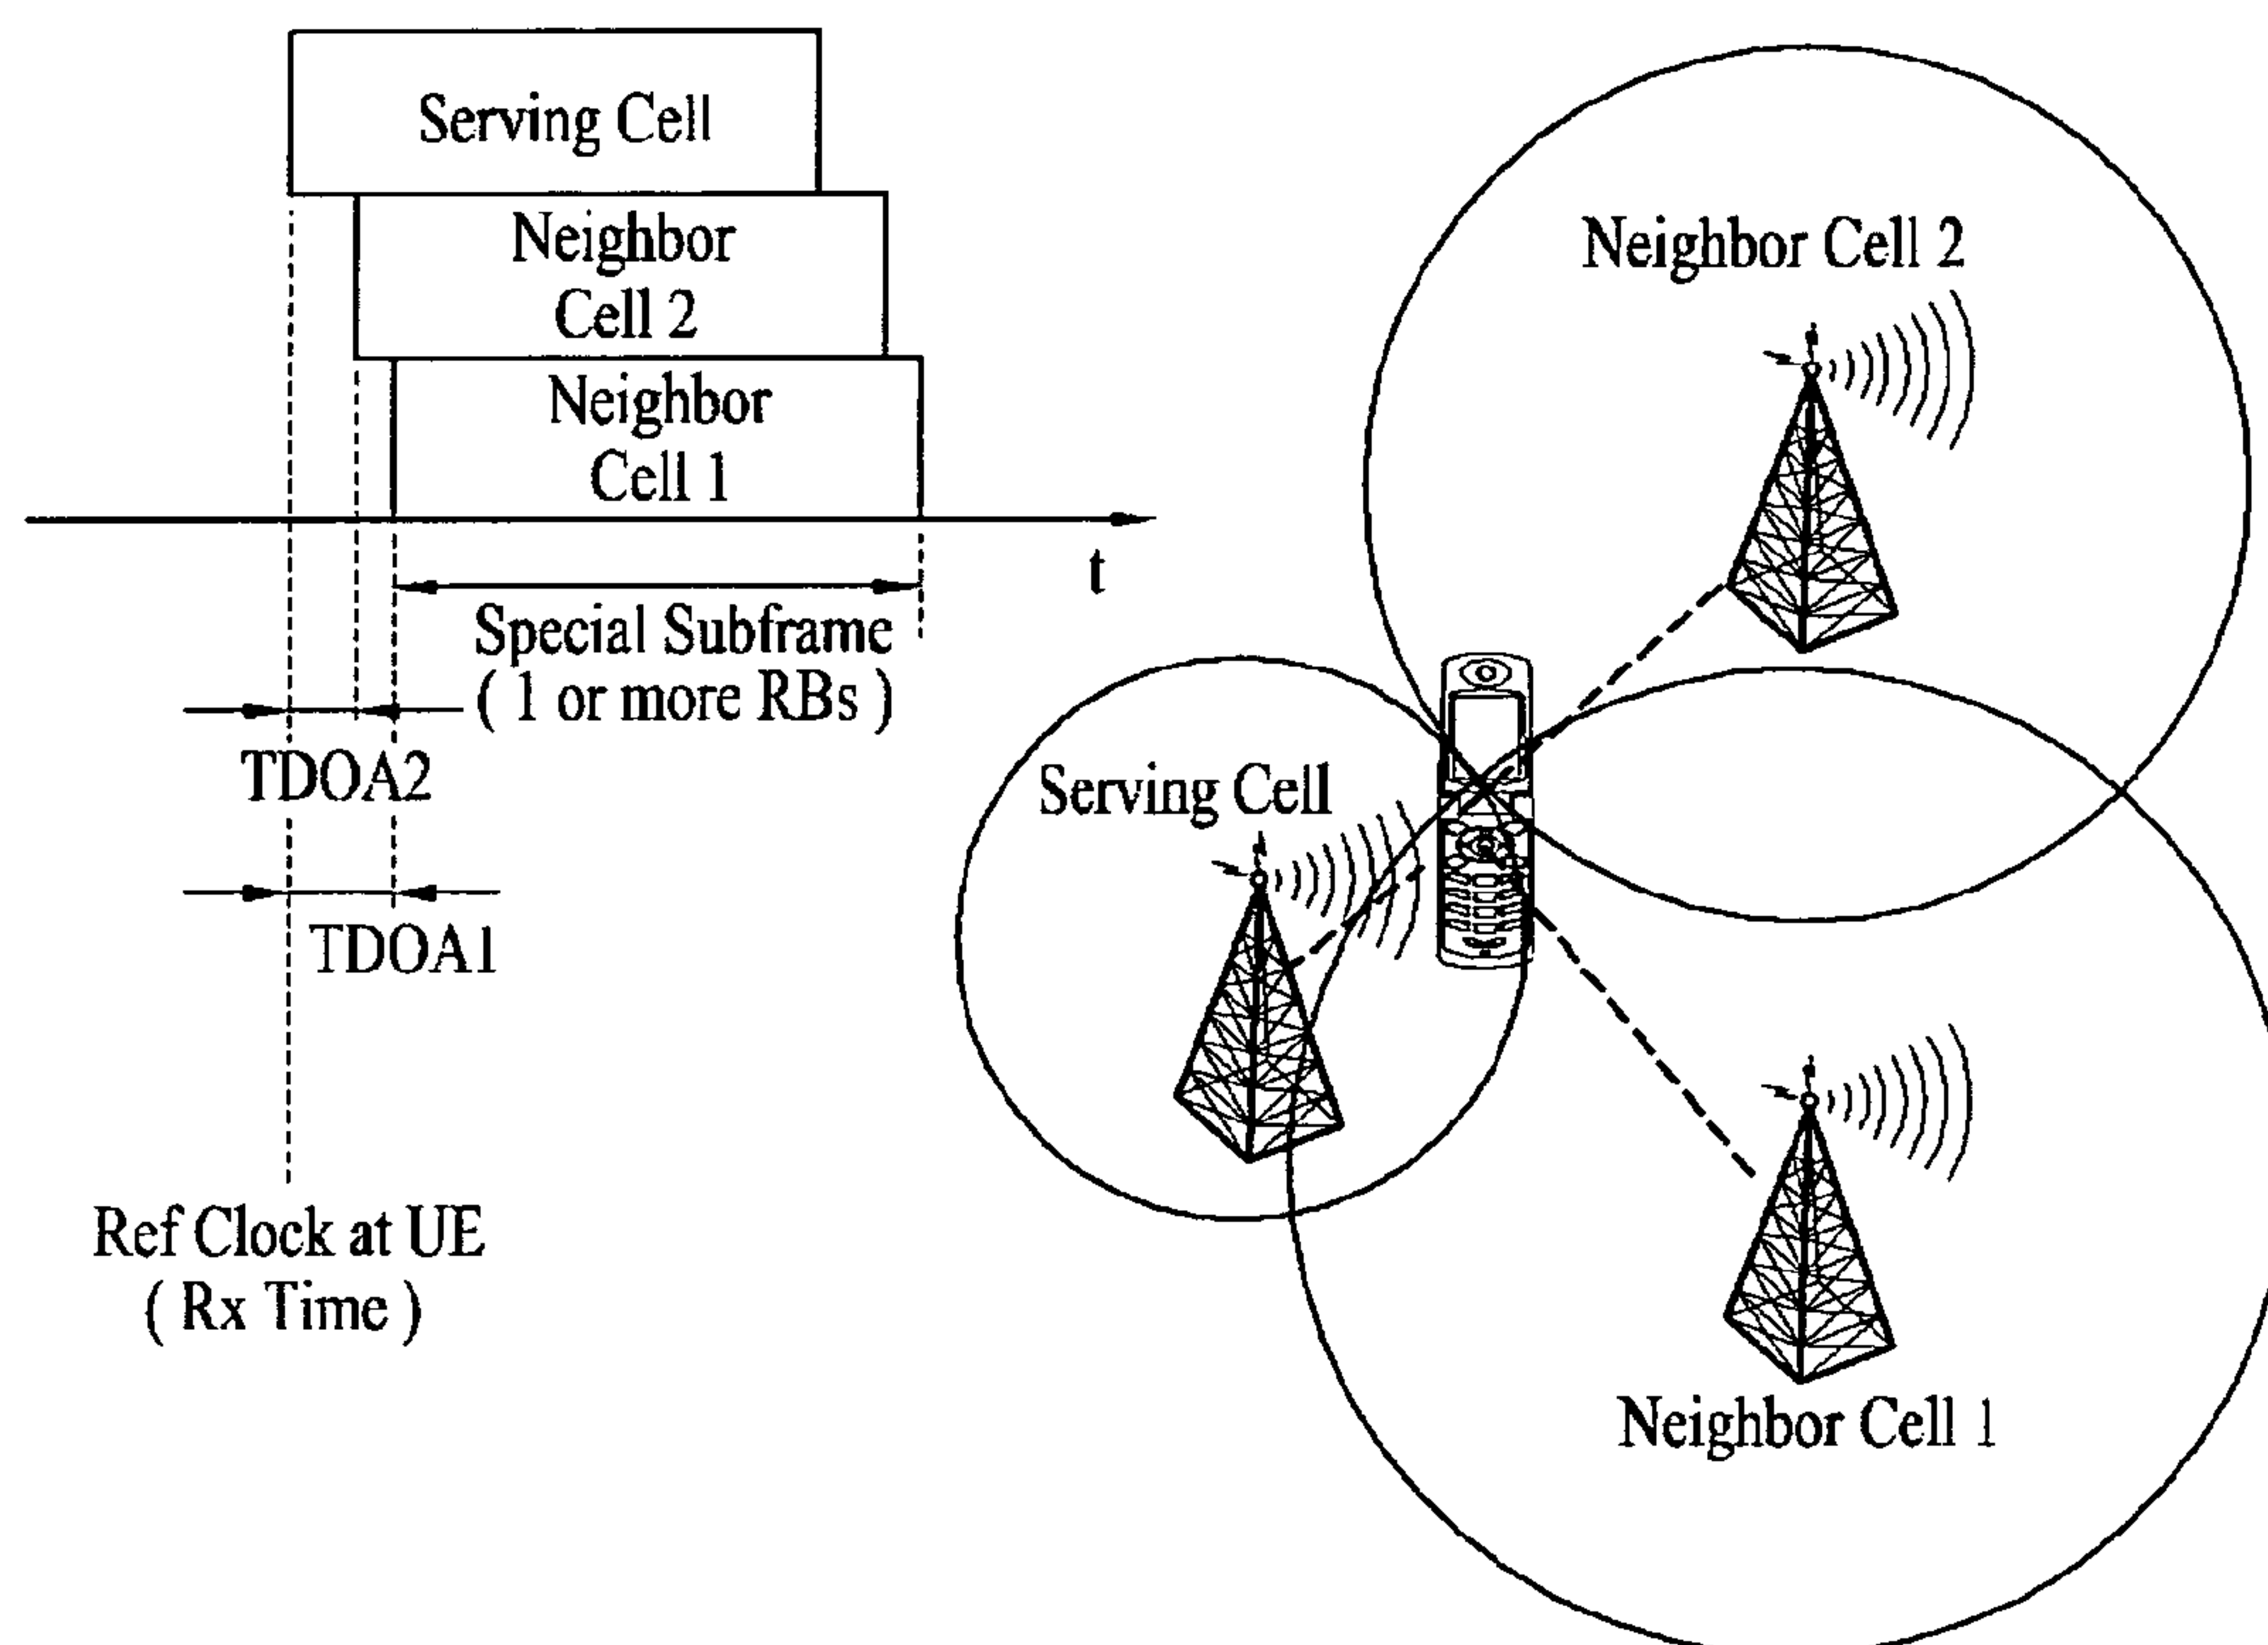 Serving Cell
Neighbor
Cell 2
Neighbor
Cell 1
t
Special Subframe
( 1 or more RBs )
TDOA2
TDOA1
Ref Clock at UE
( Rx Time )
Neighbor Cell 2
Serving Cell
Neighbor Cell 1